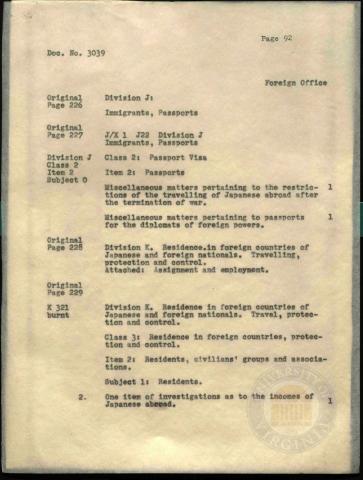 Page 92
Doc. No. 3039
Foreign Office
Original Division J:
Page 226
Immigrants, Passports
Original
Page 227 J/X 1 J22 Division J
Immigrants, Passports
Division J Class 2: Passport Visa
Class 2
Item 2 Item 2: Passports
Subject 0
Miscellaneous matters pertaining to the restric- 1
tions of the travelling of Japanese abroad after
the termination of war.
Miscellaneous matters pertaining to passports 1
for the diplomats of foreign powers.
Original
Page 228 Division K. Residence in foreign countries of
Japanese and foreign nationals. Travelling,
protection and control.
Attached: Assignment and employment.
Original
Page 229
K 321 Division K. Residence in foreign countries of
burnt Japanese and foreign nationals. Travel, protec-
tion and control.
Class 3: Residence in foreign countries, protec-
tion and control.
Item 2: Residents, civilians' groups and associa-
tions.
Subject 1: Residents.
2. One item of investigations as to the incomes of 1
Japanese abroad.
UNIVERSITY OF VIRGINIA